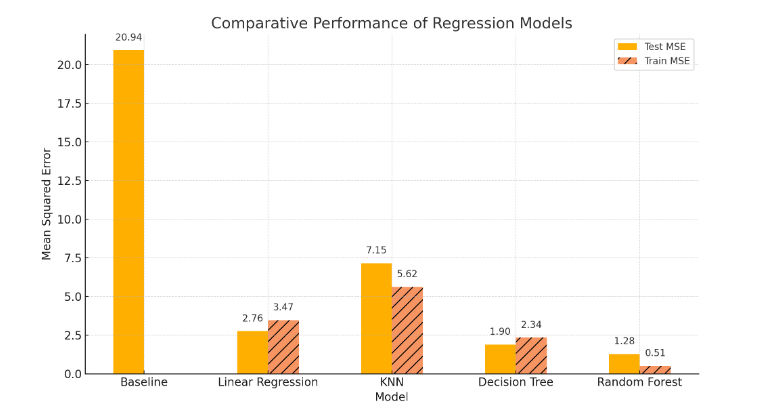 Comparative Performance of Regression Models
20.94
Test MSE
Train MSE
20.0
17.5
15.0
12.5
10.0
7.5
5.0
2.5
0.0
Mean Squared Error
2.76
3.47
7.15
5.62
1.90
2.34
1.28
0.51
Baseline
Linear Regression
KNN
Decision Tree
Random Forest
Model